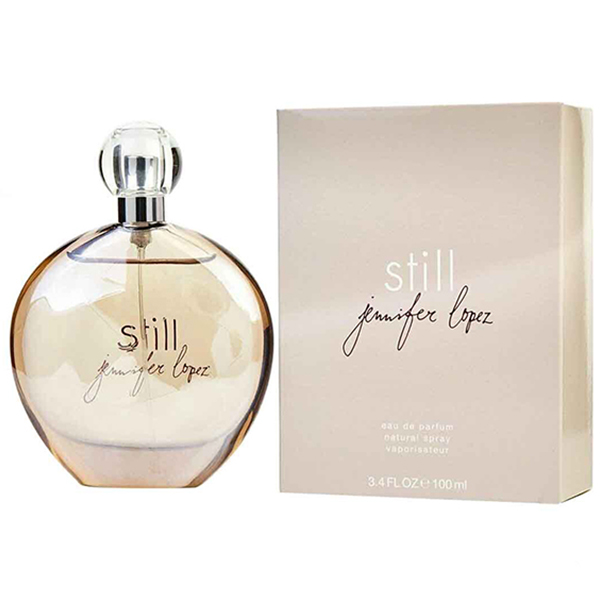 still
jennifer lopez
still
jennifer lopez
eau de parfum
natural spray
vaporisateur
3.4 FL OZ ℮ 100 ml